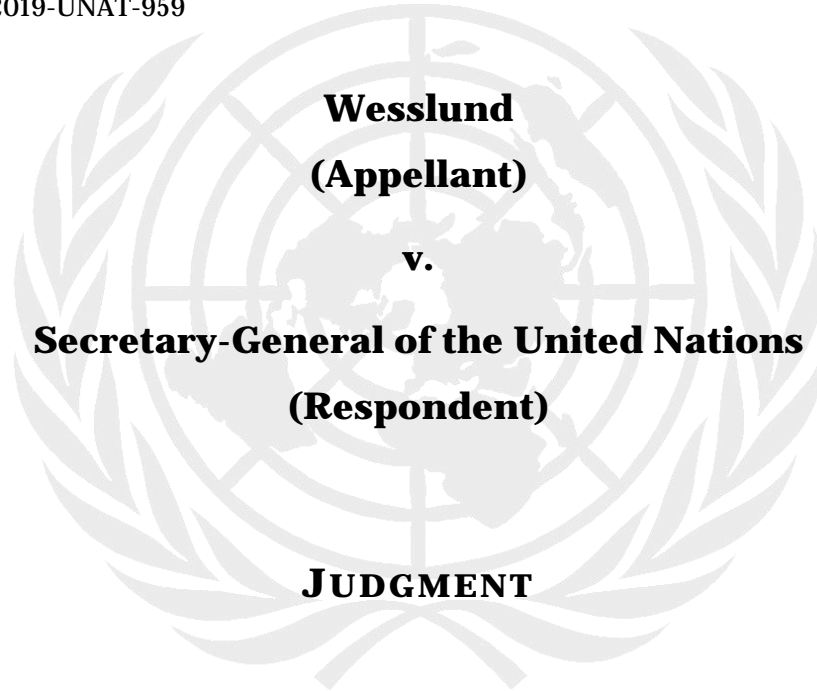 2019-UNAT-959
Wesslund
(Appellant)
v.
Secretary-General of the United Nations
(Respondent)
JUDGMENT